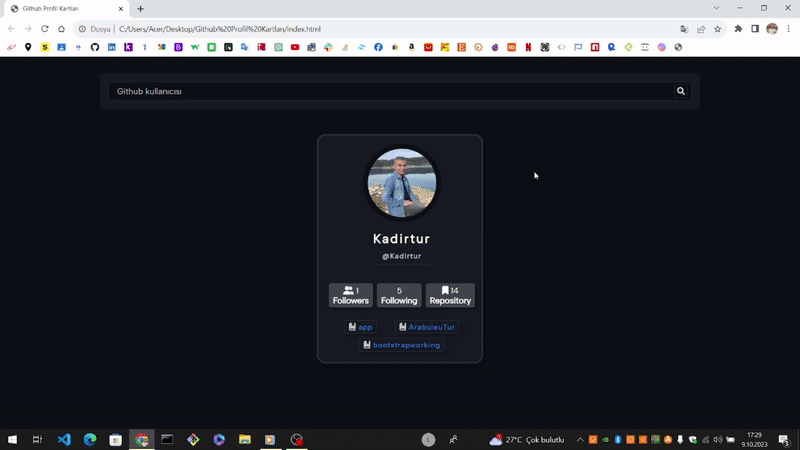 Github Profil Kartları
Dosya
C:/Users/Acer/Desktop/Github%20Profil%20Kartları/index.html
Github kullanıcısı
Kadirtur
@Kadirtur
1
Followers
5
Following
14
Repository
app
ArabuleuTur
bootstrapworking
27°C Çok bulutlu
17:29
9.10.2023